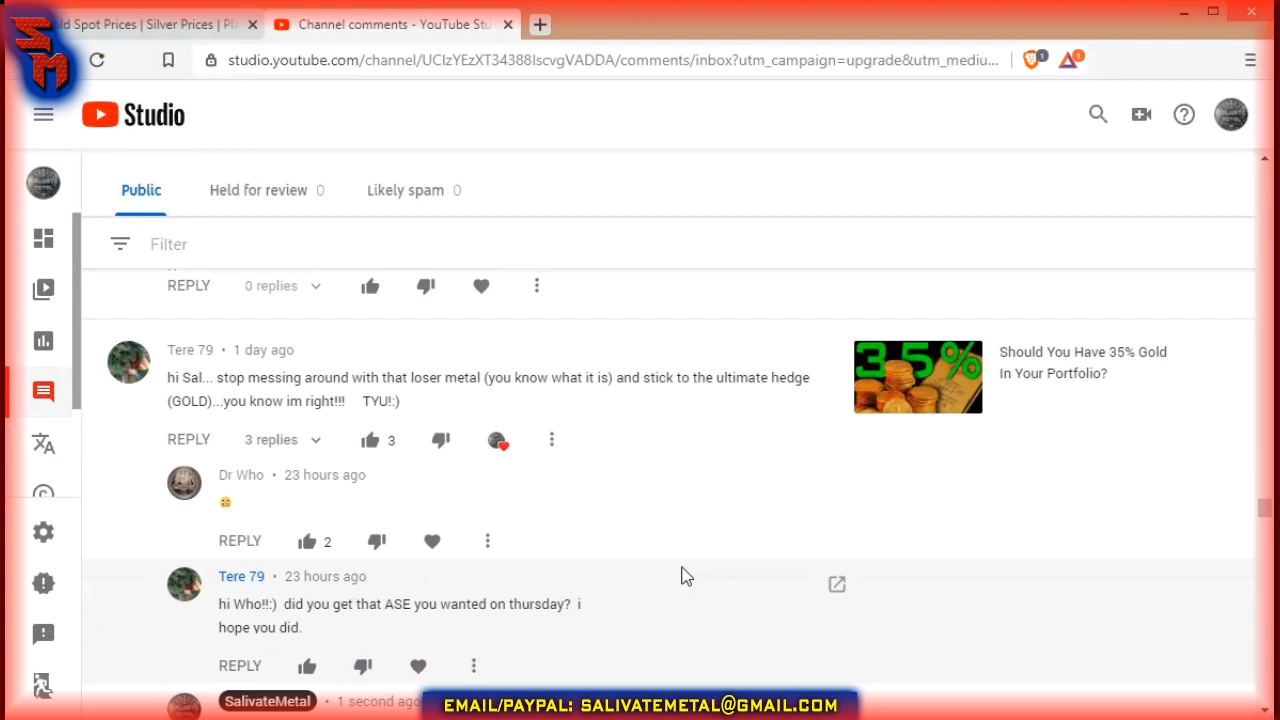 SM
old Spot Prices | Silver Prices | Pla
Channel comments - YouTube Stu
studio.youtube.com/channel/UCIzYEzXT34388IscvgVADDA/comments/inbox?utm_campaign=upgrade&utm_mediu...
1
1
Studio
Public
Held for review 0
Likely spam 0
Filter
REPLY 0 replies
Tere 79 • 1 day ago
hi Sal... stop messing around with that loser metal (you know what it is) and stick to the ultimate hedge
(GOLD)...you know im right!!! TYU!:)
35%
Should You Have 35% Gold
In Your Portfolio?
REPLY 3 replies 3
Dr Who • 23 hours ago
REPLY 2
Tere 79 • 23 hours ago
hi Who!!:) did you get that ASE you wanted on thursday? i
hope you did.
REPLY
SalivateMetal • 1 second ago
EMAIL/PAYPAL: SALIVATEMETAL@GMAIL.COM